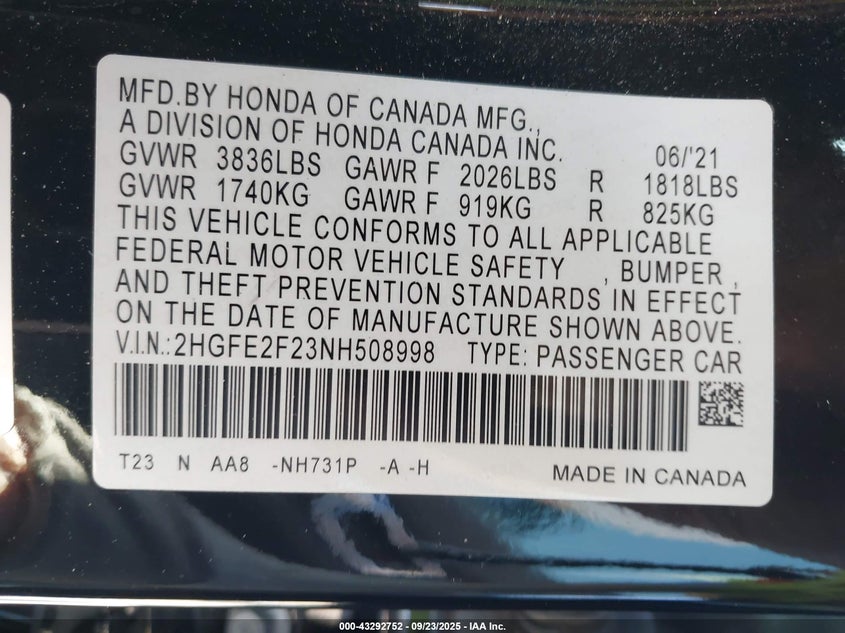 MFD.BY HONDA OF CANADA MFG.,
A DIVISION OF HONDA CANADA INC. 06/'21
GVWR 3836LBS GAWR F 2026LBS R 1818LBS
GVWR 1740KG GAWR F 919KG R 825KG
THIS VEHICLE CONFORMS TO ALL APPLICABLE
FEDERAL MOTOR VEHICLE SAFETY , BUMPER ,
AND THEFT PREVENTION STANDARDS IN EFFECT
ON THE DATE OF MANUFACTURE SHOWN ABOVE.
V.I.N.:2HGFE2F23NH508998 TYPE: PASSENGER CAR
T23 N AA8 -NH731P -A -H MADE IN CANADA
000-43292752 - 09/23/2025 - IAA Inc.